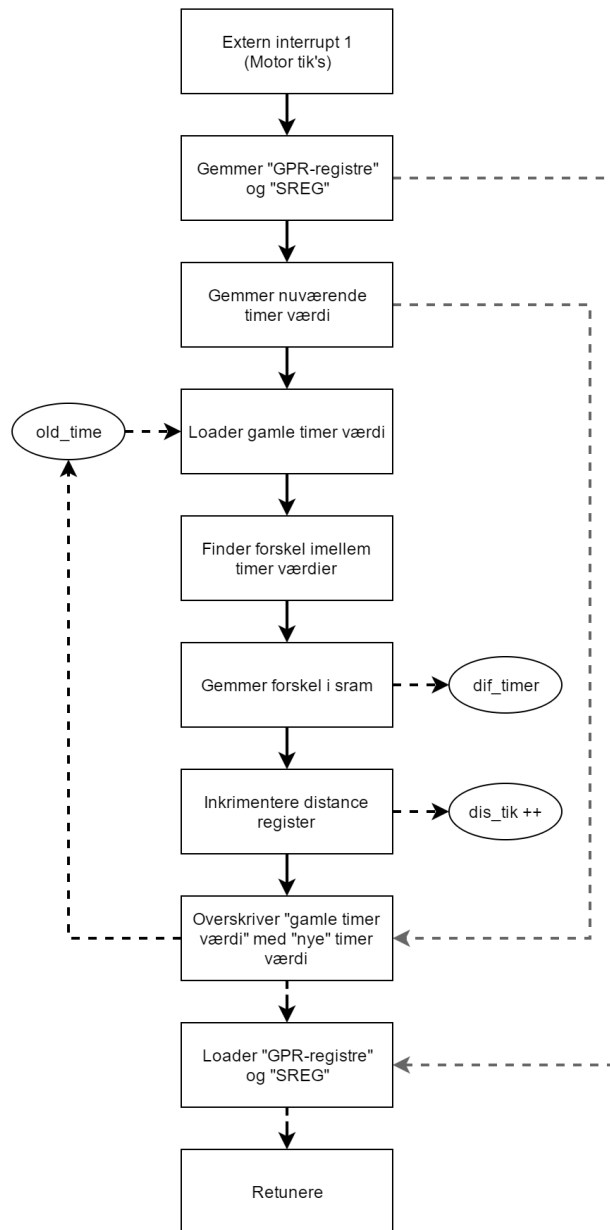 Extern interrupt 1
(Motor tik's)
Gemmer "GPR-registre"
og "SREG"
Gemmer nuværende
timer værdi
old_time
Loader gamle timer værdi
Finder forskel imellem
timer værdier
Gemmer forskel i sram
dif_timer
Inkrimentere distance
register
dis_tik ++
Overskriver "gamle timer
værdi" med "nye" timer
værdi
Loader "GPR-registre"
og "SREG"
Retunere